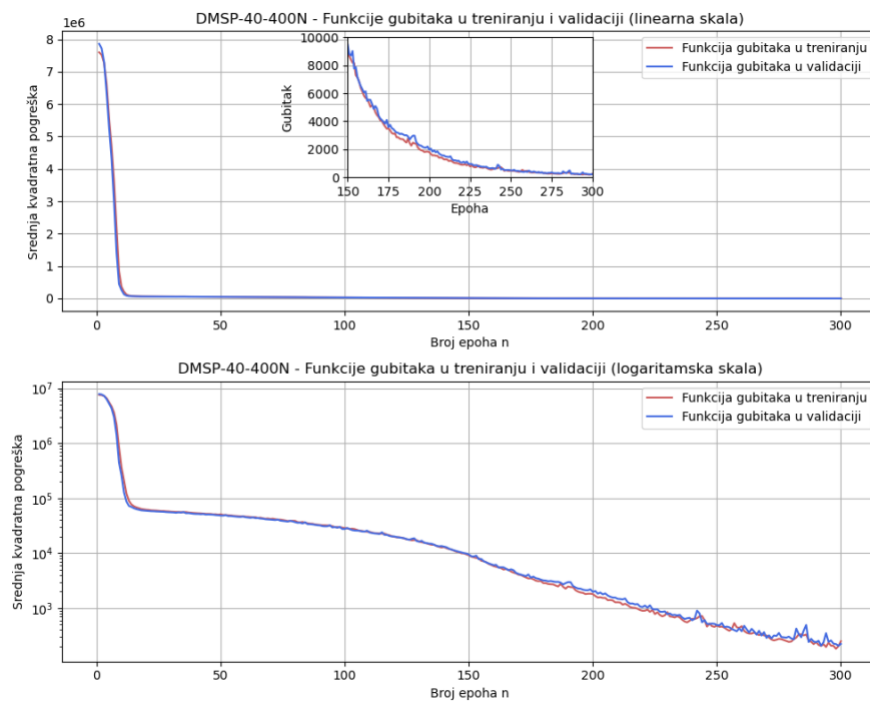 DMSP-40-400N - Funkcije gubitaka u treniranju i validaciji (linearna skala)
1e6
8
7
6
5
4
3
2
1
0
Srednja kvadratna pogreška
0 50 100 150 200 250 300
Broj epoha n
Funkcija gubitaka u treniranju
Funkcija gubitaka u validaciji
10000
8000
6000
4000
2000
0
Gubitak
150 175 200 225 250 275 300
Epoha
DMSP-40-400N - Funkcije gubitaka u treniranju i validaciji (logaritamska skala)
10⁷
10⁶
10⁵
10⁴
10³
Srednja kvadratna pogreška
0 50 100 150 200 250 300
Broj epoha n
Funkcija gubitaka u treniranju
Funkcija gubitaka u validaciji